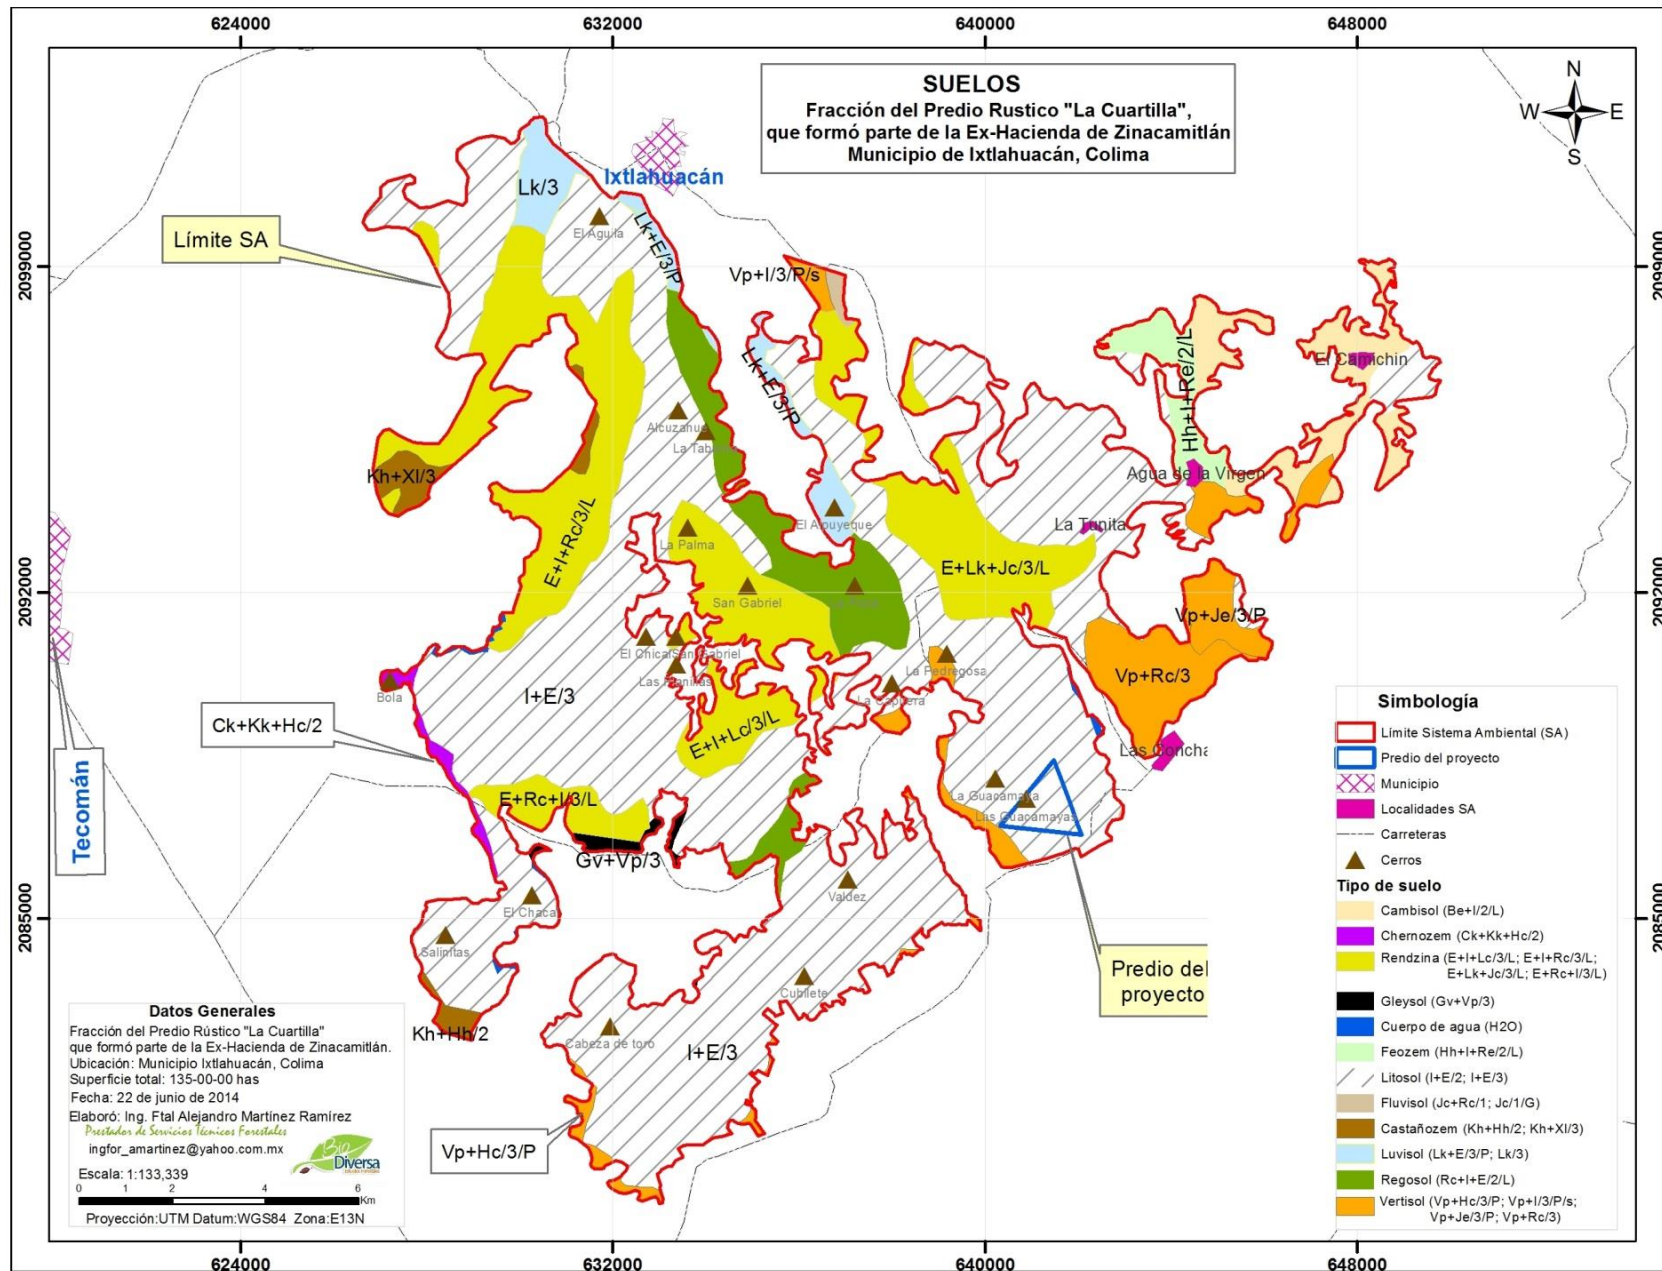 624000
632000
640000
648000
SUELOS
Fracción del Predio Rustico "La Cuartilla",
que formó parte de la Ex-Hacienda de Zinacamitlán
Municipio de Ixtlahuacán, Colima
N
W
E
S
2099000
2099000
2092000
2092000
2085000
2085000
Límite SA
Lk/3
Ixtlahuacán
El Aguila
Lk+E/3/P
Vp+I/3/P/s
Lk+E/3/P
Hh+I+Re/2/L
El Camichin
Alcuzahue
Kh+Xl/3
Agua de la Virgen
E+I+Rc/3/L
El Apuyeque
La Tunita
La Palma
E+Lk+Jc/3/L
San Gabriel
Vp+Je/3/P
El Chical
San Gabriel
La Pedregosa
Vp+Rc/3
Bola
I+E/3
Ck+Kk+Hc/2
E+I+Lc/3/L
Las Concha
Tecomán
E+Rc+I/3/L
La Guacamaya
Las Guacamayas
Gv+Vp/3
Valdez
El Chacal
Salinitas
Cubilete
Predio del
proyecto
Kh+Hh/2
Cabeza de toro
I+E/3
Vp+Hc/3/P
Datos Generales
Fracción del Predio Rústico "La Cuartilla"
que formó parte de la Ex-Hacienda de Zinacamitlán.
Ubicación: Municipio Ixtlahuacán, Colima
Superficie total: 135-00-00 has
Fecha: 22 de junio de 2014
Elaboró: Ing. Ftal Alejandro Martínez Ramírez
Prestador de Servicios Técnicos Forestales
ingfor_amartinez@yahoo.com.mx
Bio
Diversa
Escala: 1:133,339
0 1 2 4 6
Km
Proyección:UTM Datum:WGS84 Zona:E13N
Simbología
Límite Sistema Ambiental (SA)
Predio del proyecto
Municipio
Localidades SA
Carreteras
Cerros
Tipo de suelo
Cambisol (Be+I/2/L)
Chernozem (Ck+Kk+Hc/2)
Rendzina (E+I+Lc/3/L; E+I+Rc/3/L;
E+Lk+Jc/3/L; E+Rc+I/3/L)
Gleysol (Gv+Vp/3)
Cuerpo de agua (H2O)
Feozem (Hh+I+Re/2/L)
Litosol (I+E/2; I+E/3)
Fluvisol (Jc+Rc/1; Jc/1/G)
Castañozem (Kh+Hh/2; Kh+Xl/3)
Luvisol (Lk+E/3/P; Lk/3)
Regosol (Rc+I+E/2/L)
Vertisol (Vp+Hc/3/P; Vp+I/3/P/s;
Vp+Je/3/P; Vp+Rc/3)
624000
632000
640000
648000